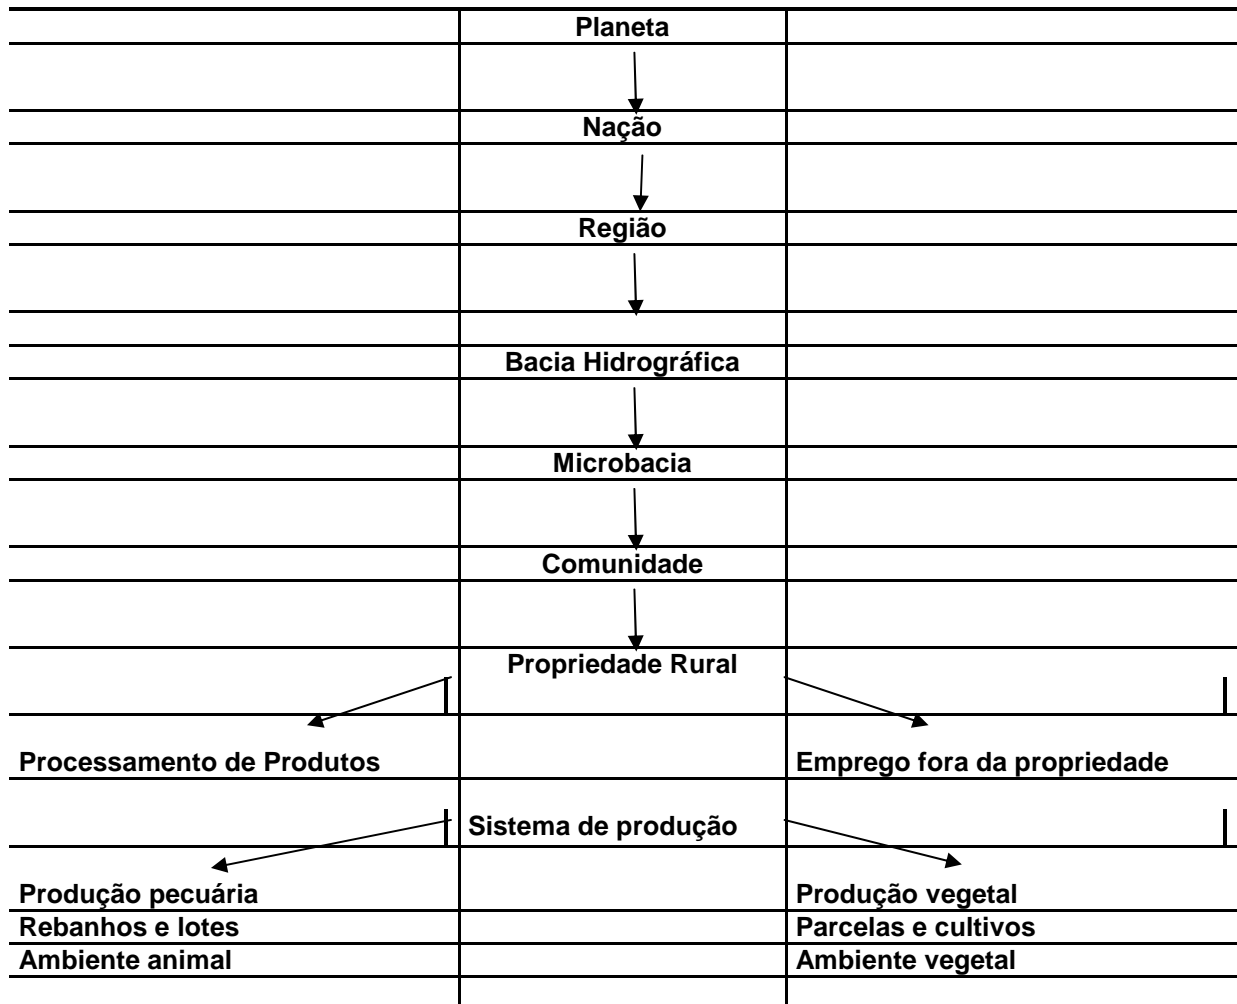 Planeta
Nação
Região
Bacia Hidrográfica
Microbacia
Comunidade
Propriedade Rural
Processamento de Produtos
Emprego fora da propriedade
Sistema de produção
Produção pecuária
Produção vegetal
Rebanhos e lotes
Parcelas e cultivos
Ambiente animal
Ambiente vegetal